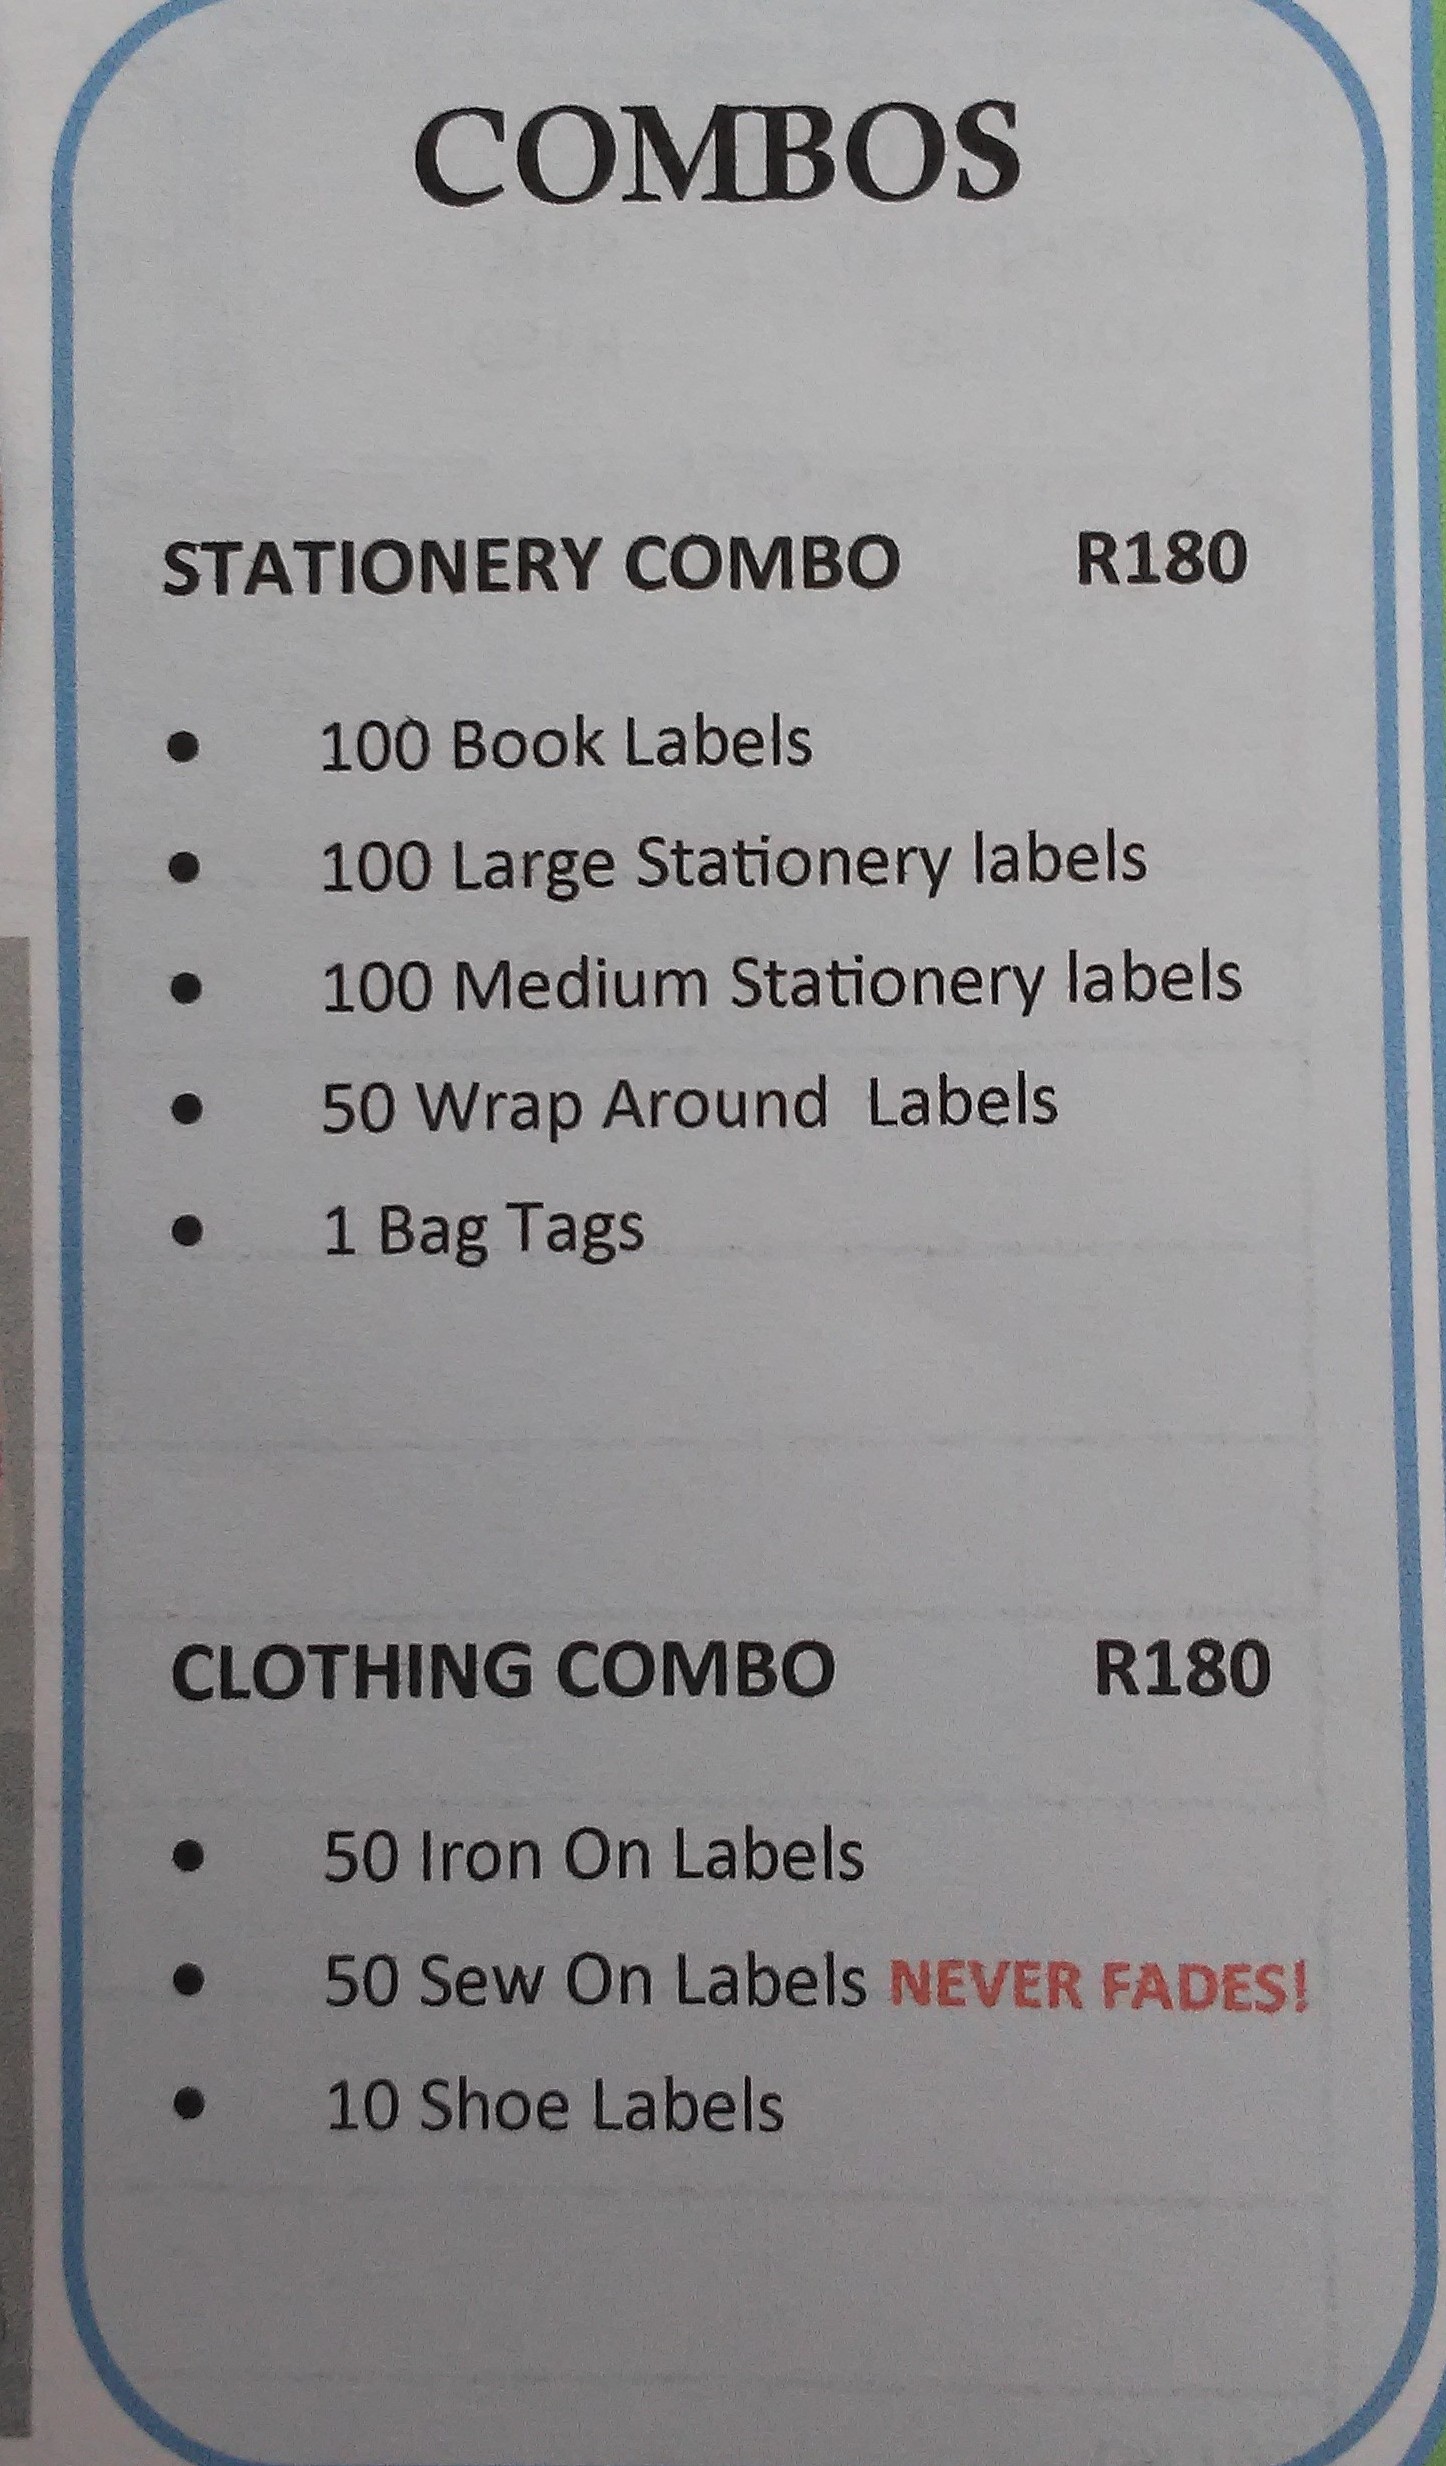 COMBOS
STATIONERY COMBO R180
• 100 Book Labels
• 100 Large Stationery labels
• 100 Medium Stationery labels
• 50 Wrap Around  Labels
• 1 Bag Tags
CLOTHING COMBO R180
• 50 Iron On Labels
• 50 Sew On Labels NEVER FADES!
• 10 Shoe Labels